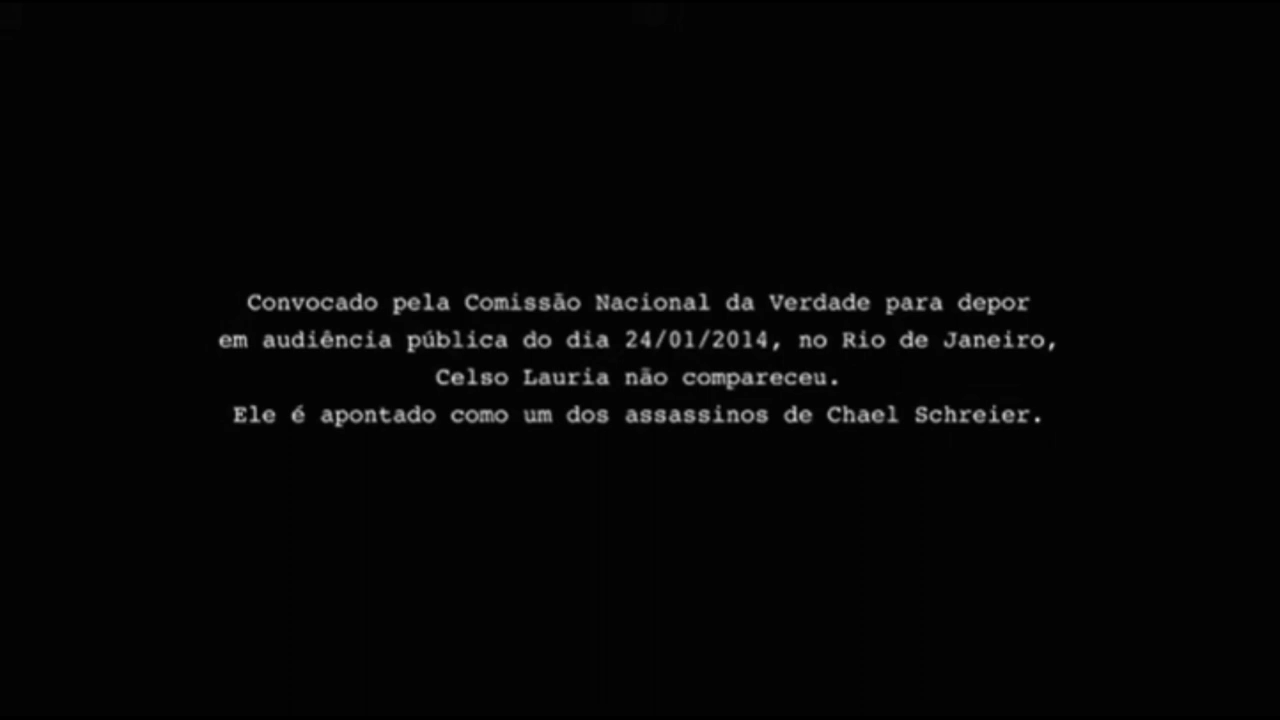 Convocado pela Comissão Nacional da Verdade para depor
em audiência pública do dia 24/01/2014, no Rio de Janeiro,
Celso Lauria não compareceu.
Ele é apontado como um dos assassinos de Chael Schreier.